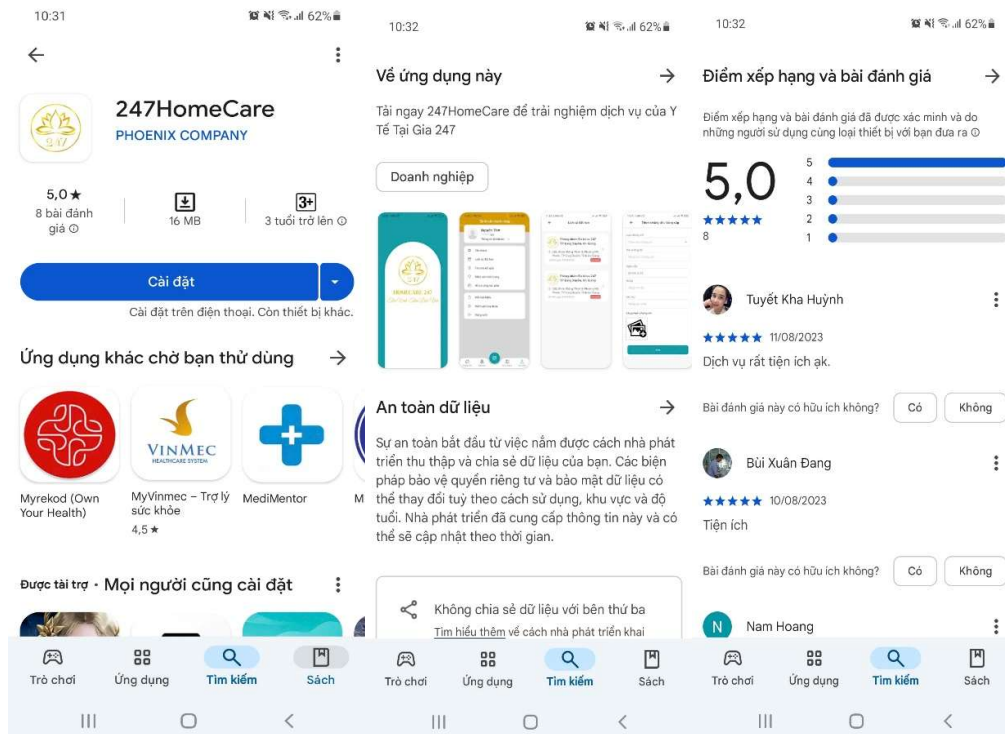 10:31
62%
247
247HomeCare
PHOENIX COMPANY
5,0★
8 bài đánh
giá
16 MB
3+
3 tuổi trở lên
Cài đặt
Cài đặt trên điện thoại. Còn thiết bị khác.
Ứng dụng khác chờ bạn thử dùng
VINMEC
HEALTHCARE SYSTEM
Myrekod (Own
Your Health)
MyVinmec – Trợ lý
sức khỏe
4,5★
MediMentor
M
Được tài trợ · Mọi người cũng cài đặt
Trò chơi
Ứng dụng
Tìm kiếm
Sách
10:32
62%
Về ứng dụng này
Tải ngay 247HomeCare để trải nghiệm dịch vụ của Y
Tế Tại Gia 247
Doanh nghiệp
An toàn dữ liệu
Sự an toàn bắt đầu từ việc nắm được cách nhà phát
triển thu thập và chia sẻ dữ liệu của bạn. Các biện
pháp bảo vệ quyền riêng tư và bảo mật dữ liệu có
thể thay đổi tuỳ theo cách sử dụng, khu vực và độ
tuổi. Nhà phát triển đã cung cấp thông tin này và có
thể sẽ cập nhật theo thời gian.
Không chia sẻ dữ liệu với bên thứ ba
Tìm hiểu thêm về cách nhà phát triển khai
Trò chơi
Ứng dụng
Tìm kiếm
Sách
10:32
62%
Điểm xếp hạng và bài đánh giá
Điểm xếp hạng và bài đánh giá đã được xác minh và do
những người sử dụng cùng loại thiết bị với bạn đưa ra
5,0
8
5
4
3
2
1
Tuyết Kha Huỳnh
11/08/2023
Dịch vụ rất tiện ích ak.
Bài đánh giá này có hữu ích không?
Có
Không
Bùi Xuân Đang
10/08/2023
Tiện ích
Bài đánh giá này có hữu ích không?
Có
Không
N
Nam Hoang
Trò chơi
Ứng dụng
Tìm kiếm
Sách